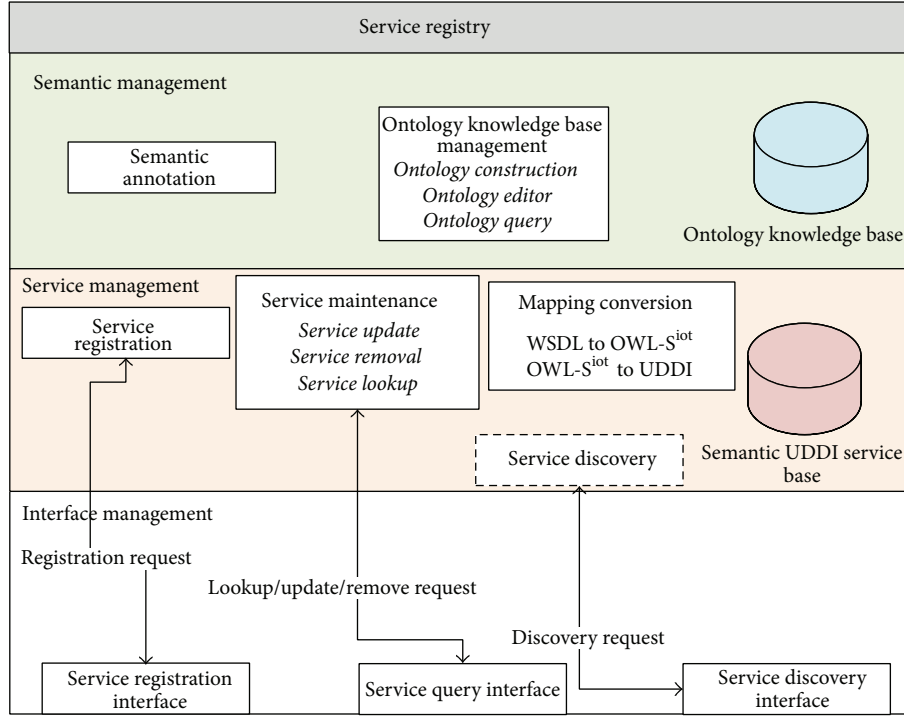 Service registry
Semantic management
Semantic
annotation
Ontology knowledge base
management
Ontology construction
Ontology editor
Ontology query
Ontology knowledge base
Service management
Service
registration
Service maintenance
Service update
Service removal
Service lookup
Mapping conversion
WSDL to OWL-S^iot
OWL-S^iot to UDDI
Semantic UDDI service
base
Service discovery
Interface management
Registration request
Lookup/update/remove request
Discovery request
Service registration
interface
Service query interface
Service discovery
interface